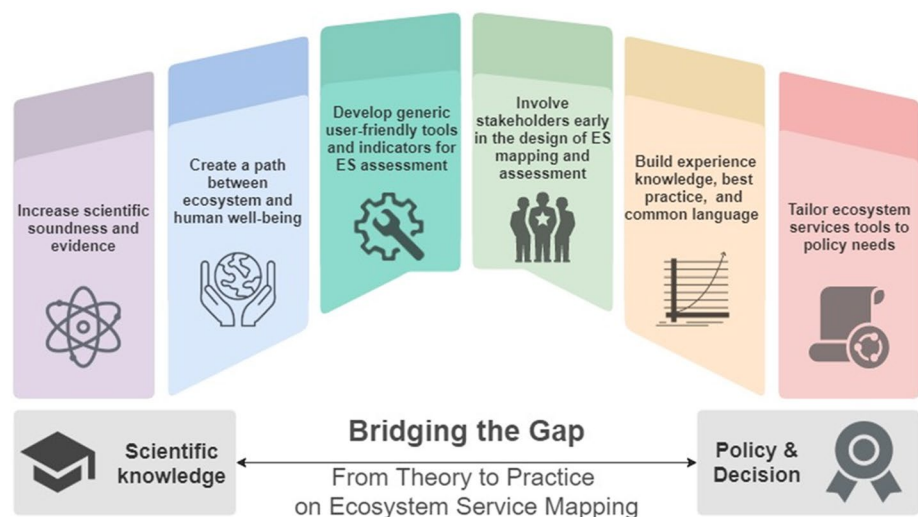 Increase scientific
soundness and
evidence
Create a path
between
ecosystem and
human well-being
Develop generic
user-friendly tools
and indicators for
ES assessment
Involve
stakeholders early
in the design of ES
mapping and
assessment
Build experience
knowledge, best
practice, and
common language
Tailor ecosystem
services tools to
policy needs
Scientific
knowledge
Bridging the Gap
From Theory to Practice
on Ecosystem Service Mapping
Policy &
Decision